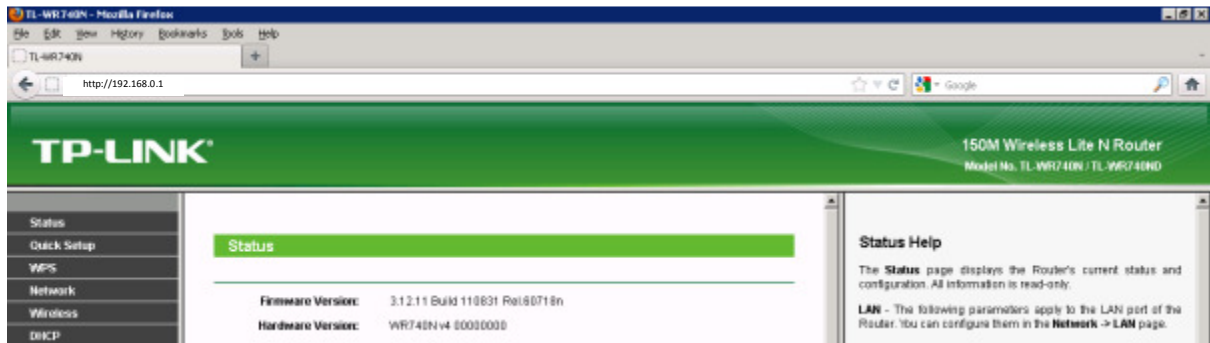 TL-WR740N - Mozilla Firefox
File Edit View History Bookmarks Tools Help
TL-WR740N
+
http://192.168.0.1
Google
TP-LINK®
150M Wireless Lite N Router
Model No. TL-WR740N / TL-WR740ND
Status
Quick Setup
WPS
Network
Wireless
DHCP
Status
Firmware Version: 3.12.11 Build 110831 Rel.60718n
Hardware Version: WR740N v4 00000000
Status Help
The Status page displays the Router's current status and
configuration. All information is read-only.
LAN - The following parameters apply to the LAN port of the
Router. You can configure them in the Network -> LAN page.